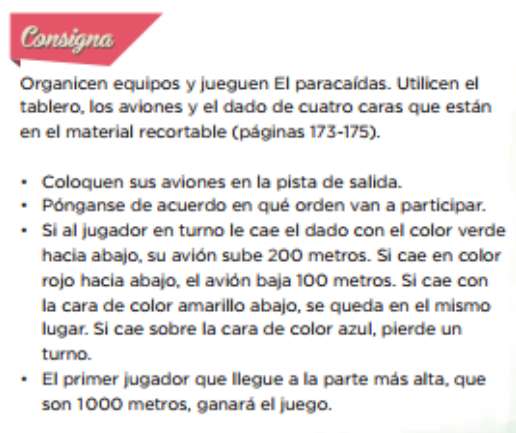 Consigna
Organicen equipos y jueguen El paracaídas. Utilicen el
tablero, los aviones y el dado de cuatro caras que están
en el material recortable (páginas 173-175).
• Coloquen sus aviones en la pista de salida.
• Pónganse de acuerdo en qué orden van a participar.
• Si al jugador en turno le cae el dado con el color verde
hacia abajo, su avión sube 200 metros. Si cae en color
rojo hacia abajo, el avión baja 100 metros. Si cae con
la cara de color amarillo abajo, se queda en el mismo
lugar. Si cae sobre la cara de color azul, pierde un
turno.
• El primer jugador que llegue a la parte más alta, que
son 1000 metros, ganará el juego.